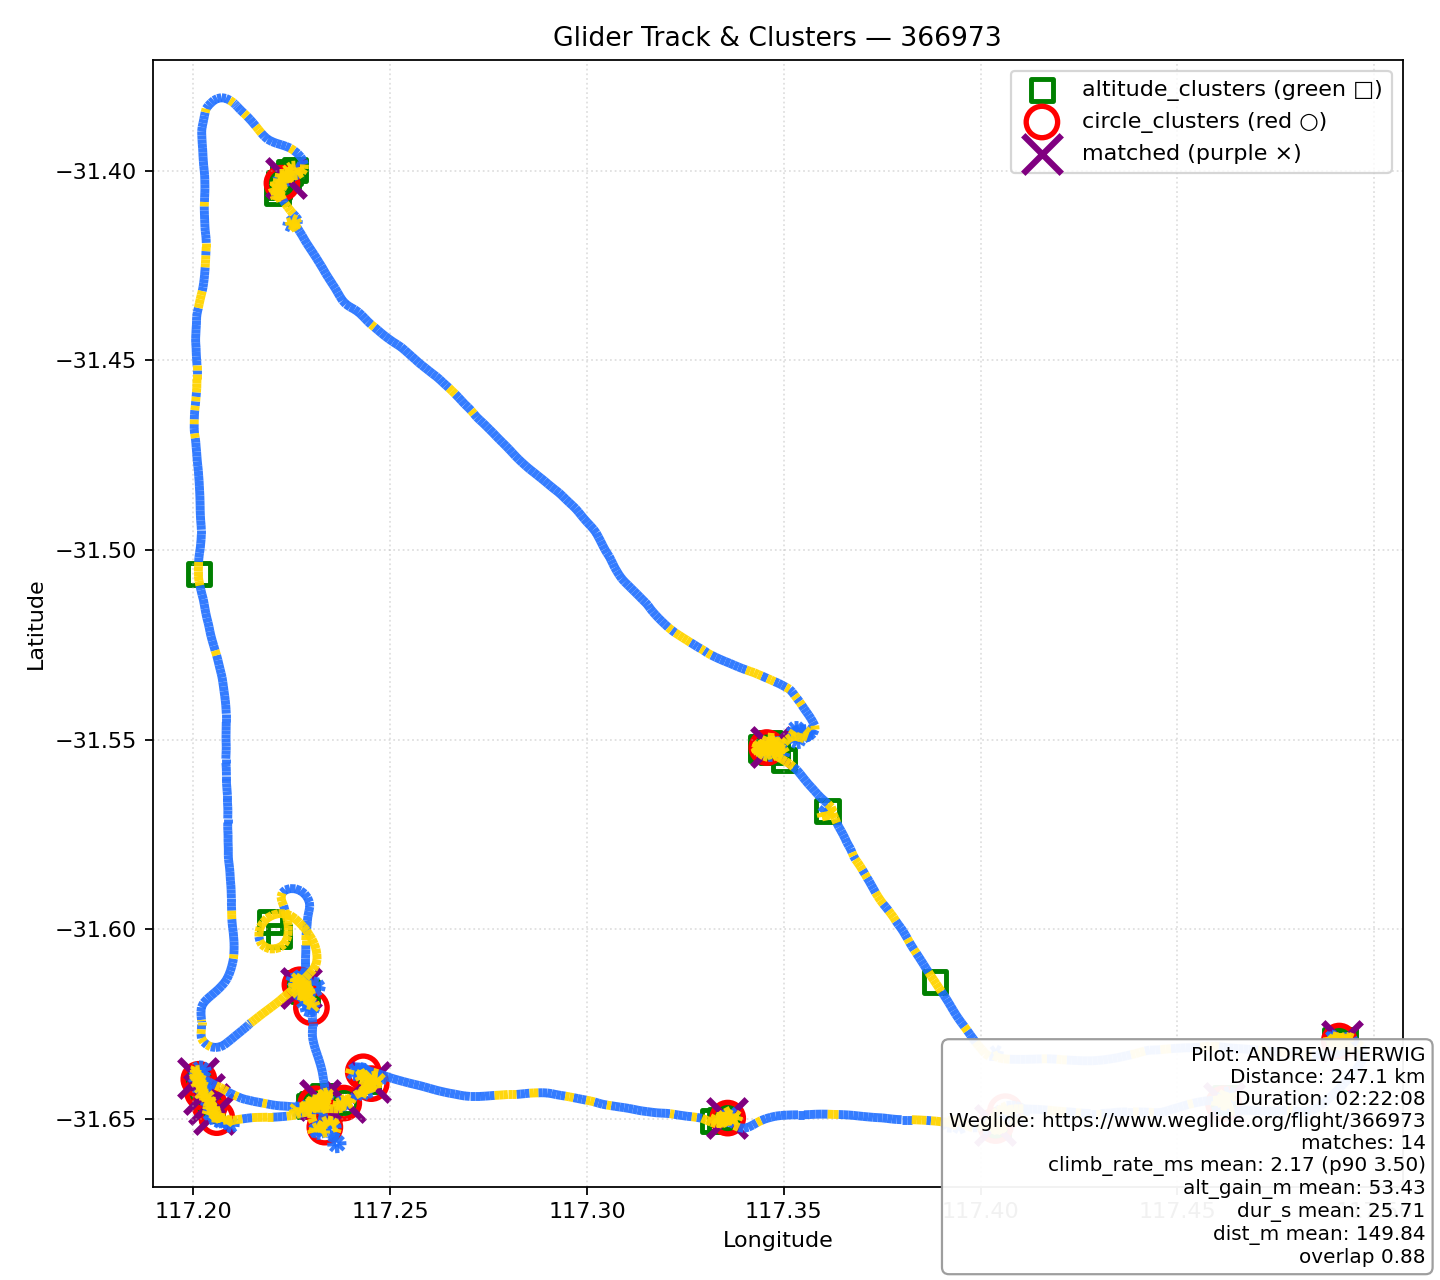 Glider Track & Clusters — 366973
altitude_clusters (green □)
circle_clusters (red ○)
matched (purple ×)
−31.40
−31.45
−31.50
−31.55
−31.60
−31.65
Latitude
117.20
117.25
117.30
117.35
117.40
117.45
Longitude
Pilot: ANDREW HERWIG
Distance: 247.1 km
Duration: 02:22:08
Weglide: https://www.weglide.org/flight/366973
matches: 14
climb_rate_ms mean: 2.17 (p90 3.50)
alt_gain_m mean: 53.43
dur_s mean: 25.71
dist_m mean: 149.84
overlap 0.88